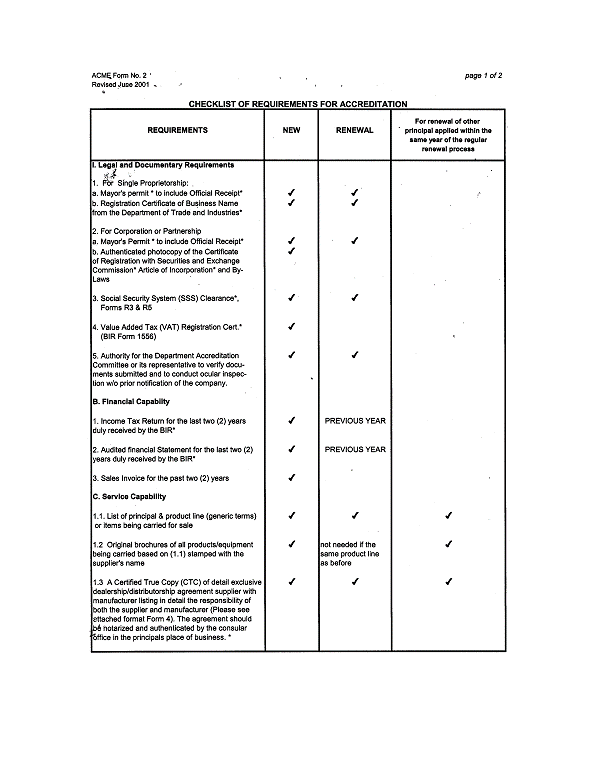 ACME Form No. 2
page 1 of 2
Revised June 2001
CHECKLIST OF REQUIREMENTS FOR ACCREDITATION
REQUIREMENTS
NEW
RENEWAL
For renewal of other
principal applied within the
same year of the regular
renewal process
I. Legal and Documentary Requirements
1. For Single Proprietorship:
a. Mayor's permit * to include Official Receipt* ✓ ✓
b. Registration Certificate of Business Name ✓ ✓
from the Department of Trade and Industries*
2. For Corporation or Partnership
a. Mayor's Permit * to include Official Receipt* ✓ ✓
b. Authenticated photocopy of the Certificate ✓
of Registration with Securities and Exchange
Commission* Article of Incorporation* and By-
Laws
3. Social Security System (SSS) Clearance*, ✓ ✓
Forms R3 & R5
4. Value Added Tax (VAT) Registration Cert.* ✓
(BIR Form 1556)
5. Authority for the Department Accreditation ✓ ✓
Committee or its representative to verify docu-
ments submitted and to conduct ocular inspec-
tion w/o prior notification of the company.
B. Financial Capability
1. Income Tax Return for the last two (2) years ✓ PREVIOUS YEAR
duly received by the BIR*
2. Audited financial Statement for the last two (2) ✓ PREVIOUS YEAR
years duly received by the BIR*
3. Sales Invoice for the past two (2) years ✓
C. Service Capability
1.1. List of principal & product line (generic terms) ✓ ✓ ✓
or items being carried for sale
1.2 Original brochures of all products/equipment ✓ not needed if the ✓
being carried based on (1.1) stamped with the same product line
supplier's name as before
1.3 A Certified True Copy (CTC) of detail exclusive ✓ ✓ ✓
dealership/distributorship agreement supplier with
manufacturer listing in detail the responsibility of
both the supplier and manufacturer (Please see
attached format Form 4). The agreement should
be notarized and authenticated by the consular
office in the principals place of business. *